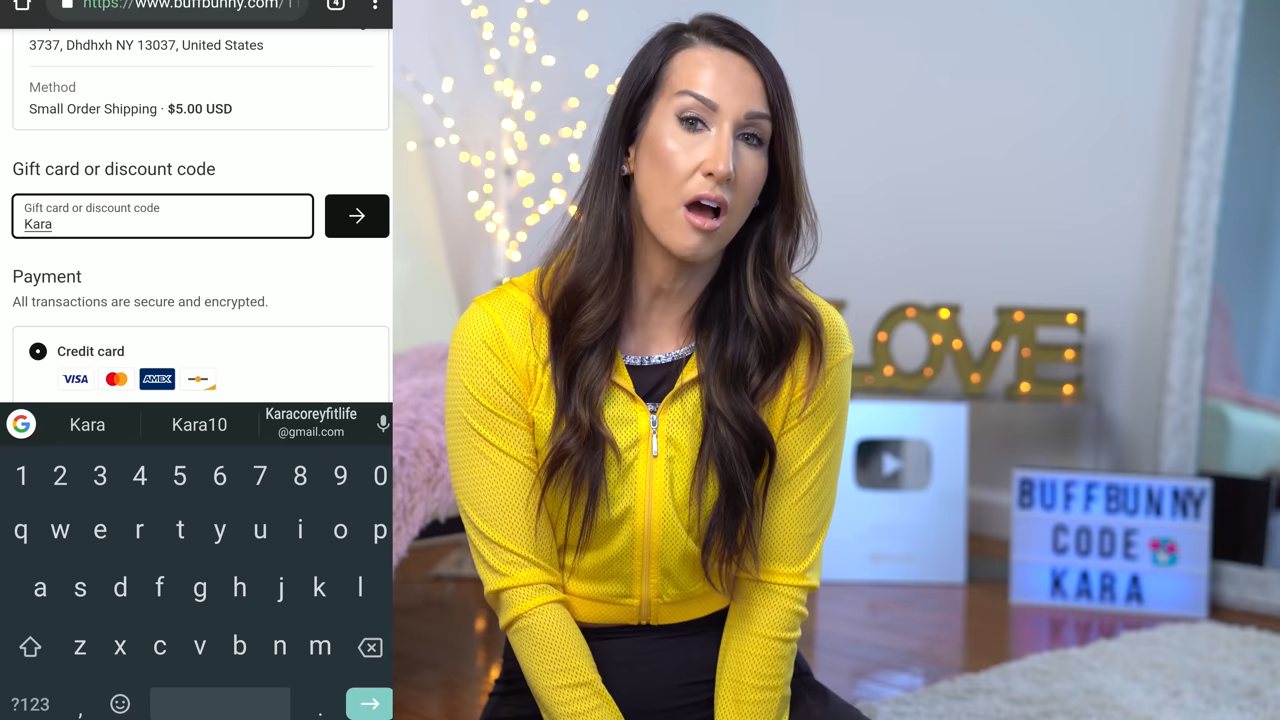 https://www.buffbunny.com/1
4
3737, Dhdhxh NY 13037, United States
Method
Small Order Shipping · $5.00 USD
Gift card or discount code
Gift card or discount code
Kara
Payment
All transactions are secure and encrypted.
Credit card
VISA
AMEX
G
Kara
Kara10
Karacoreyfitlife
@gmail.com
1 2 3 4 5 6 7 8 9 0
q w e r t y u i o p
a s d f g h j k l
z x c v b n m
?123 , .
LOVE
BUFFBUNNY
CODE
KARA